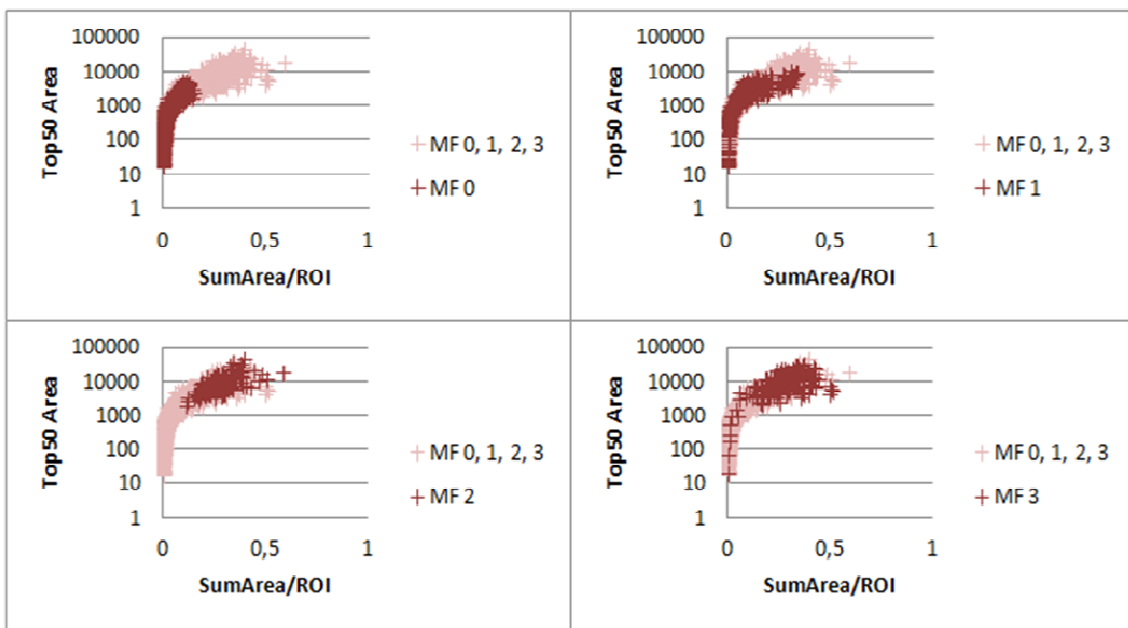 100000
10000
1000
100
10
1
Top50 Area
0 0,5 1
SumArea/ROI
MF 0, 1, 2, 3
MF 0
100000
10000
1000
100
10
1
Top50 Area
0 0,5 1
SumArea/ROI
MF 0, 1, 2, 3
MF 1
100000
10000
1000
100
10
1
Top50 Area
0 0,5 1
SumArea/ROI
MF 0, 1, 2, 3
MF 2
100000
10000
1000
100
10
1
Top50 Area
0 0,5 1
SumArea/ROI
MF 0, 1, 2, 3
MF 3